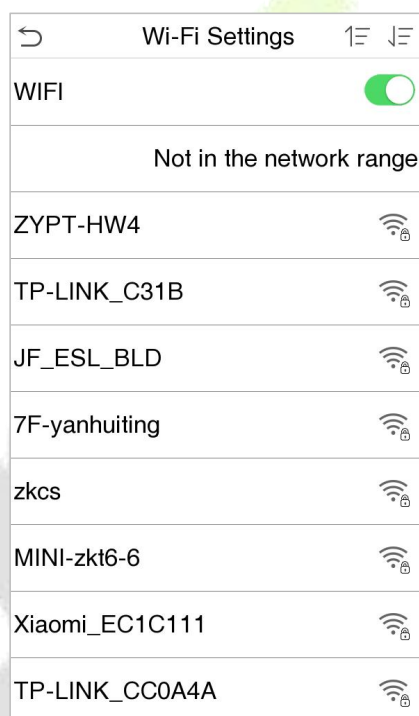 Wi-Fi Settings
WIFI
Not in the network range
ZYPT-HW4
TP-LINK_C31B
JF_ESL_BLD
7F-yanhuiting
zkcs
MINI-zkt6-6
Xiaomi_EC1C111
TP-LINK_CC0A4A